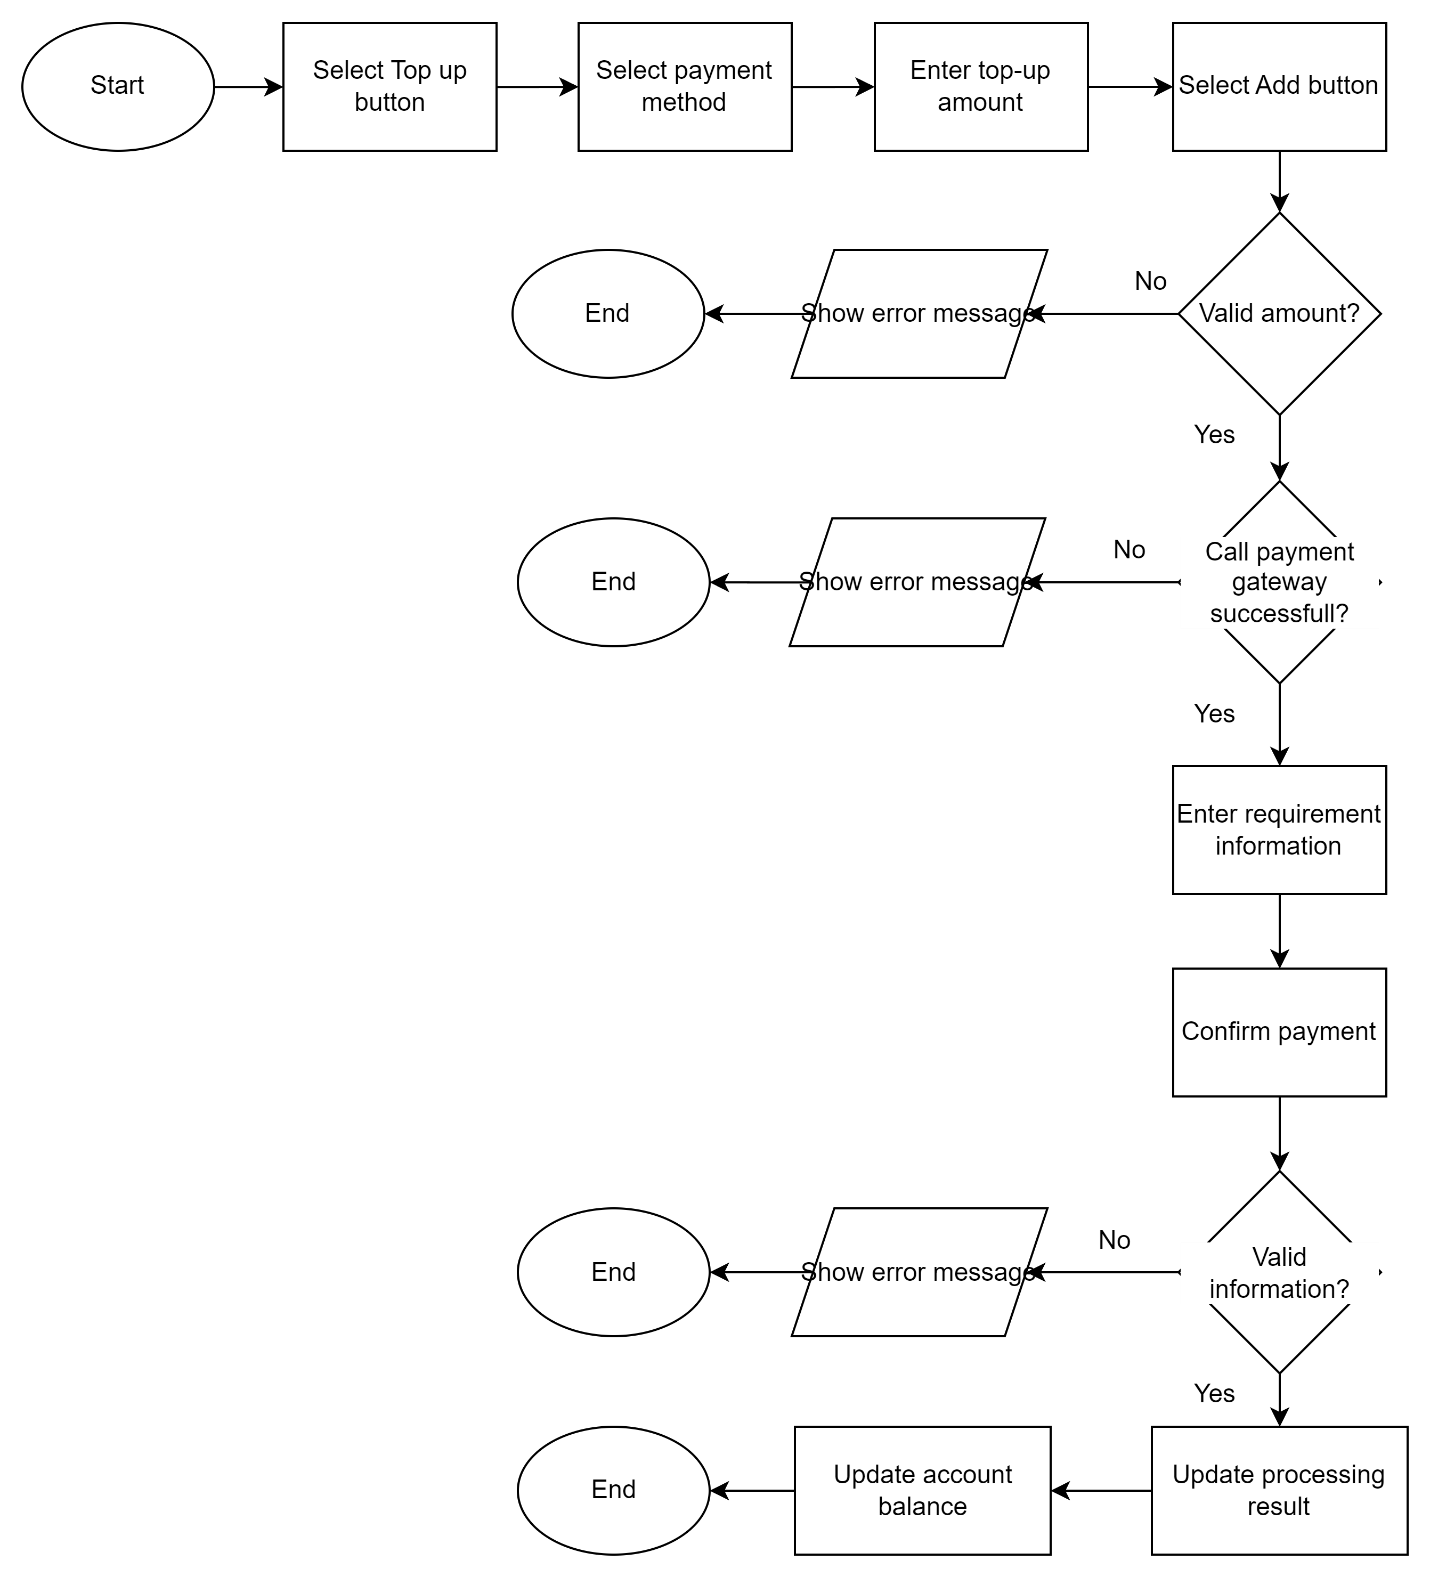 Start
Select Top up
button
Select payment
method
Enter top-up
amount
Select Add button
End
Show error message
No
Valid amount?
Yes
End
Show error message
No
Call payment
gateway
successfull?
Yes
Enter requirement
information
Confirm payment
End
Show error message
No
Valid
information?
Yes
End
Update account
balance
Update processing
result